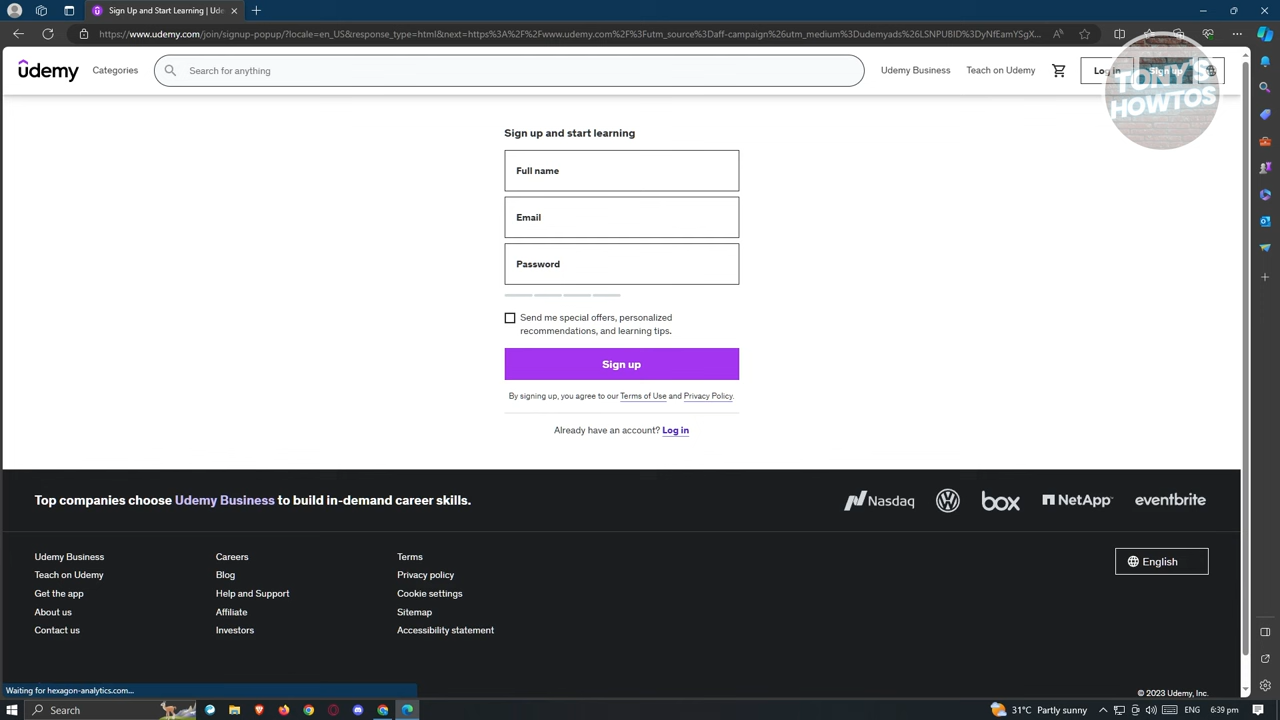 Sign Up and Start Learning | Ude
https://www.udemy.com/join/signup-popup/?locale=en_US&response_type=html&next=https%3A%2F%2Fwww.udemy.com%2F%3Futm_source%3Daff-campaign%26utm_medium%3Dudemyads%26LSNPUBID%3DyNfEamYSgX...
udemy
Categories
Search for anything
Udemy Business
Teach on Udemy
Log in
Sign up
TONY'S
HOWTOS
Sign up and start learning
Full name
Email
Password
Send me special offers, personalized
recommendations, and learning tips.
Sign up
By signing up, you agree to our Terms of Use and Privacy Policy.
Already have an account? Log in
Top companies choose Udemy Business to build in-demand career skills.
Nasdaq
box
NetApp
eventbrite
Udemy Business
Careers
Terms
English
Teach on Udemy
Blog
Privacy policy
Get the app
Help and Support
Cookie settings
About us
Affiliate
Sitemap
Contact us
Investors
Accessibility statement
Waiting for hexagon-analytics.com...
© 2023 Udemy, Inc.
Search
31°C Partly sunny
ENG
6:39 pm